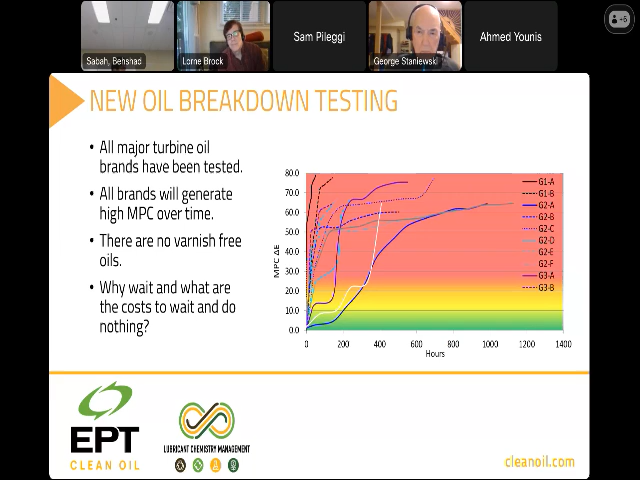 +6
Sabah, Behshad
Lorne Brock
Sam Pileggi
George Staniewski
Ahmed Younis
NEW OIL BREAKDOWN TESTING
• All major turbine oil
brands have been tested.
• All brands will generate
high MPC over time.
• There are no varnish free
oils.
• Why wait and what are
the costs to wait and do
nothing?
80.0
70.0
60.0
50.0
40.0
30.0
20.0
10.0
0.0
MPC ΔE
0 200 400 600 800 1000 1200 1400
Hours
G1-A
G1-B
G2-A
G2-B
G2-C
G2-D
G2-E
G2-F
G3-A
G3-B
EPT
CLEAN OIL
LUBRICANT CHEMISTRY MANAGEMENT
cleanoil.com